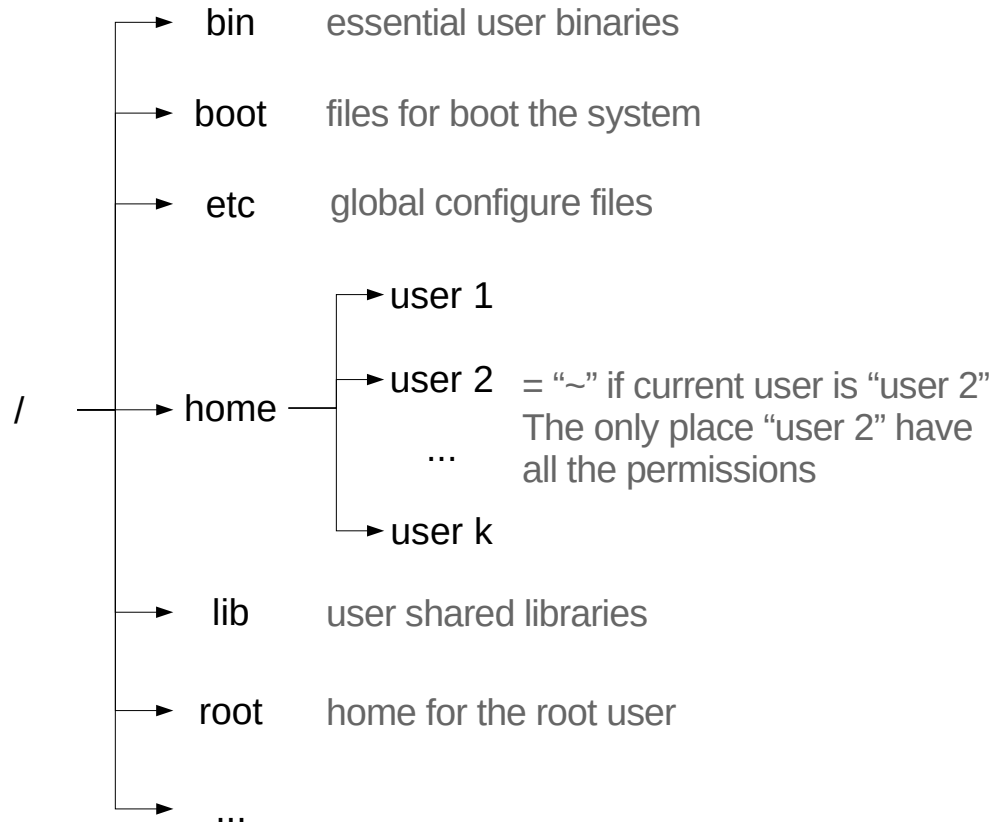 bin essential user binaries
boot files for boot the system
etc global configure files
user 1
user 2 = “~” if current user is “user 2”
/ home The only place “user 2” have
... all the permissions
user k
lib user shared libraries
root home for the root user
...